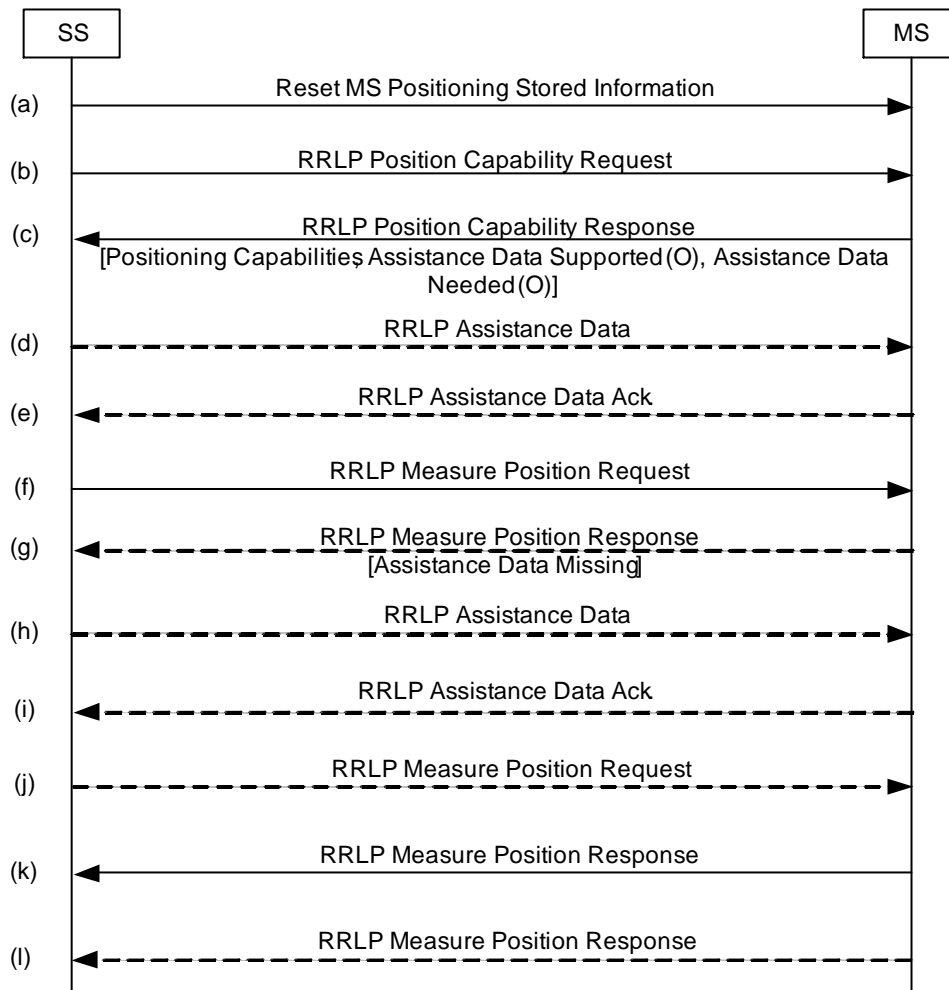 SS MS
(a) Reset MS Positioning Stored Information
(b) RRLP Position Capability Request
(c) RRLP Position Capability Response
[Positioning Capabilities, Assistance Data Supported (O), Assistance Data
Needed (O)]
(d) RRLP Assistance Data
(e) RRLP Assistance Data Ack.
(f) RRLP Measure Position Request
(g) RRLP Measure Position Response
[Assistance Data Missing]
(h) RRLP Assistance Data
(i) RRLP Assistance Data Ack.
(j) RRLP Measure Position Request
(k) RRLP Measure Position Response
(l) RRLP Measure Position Response